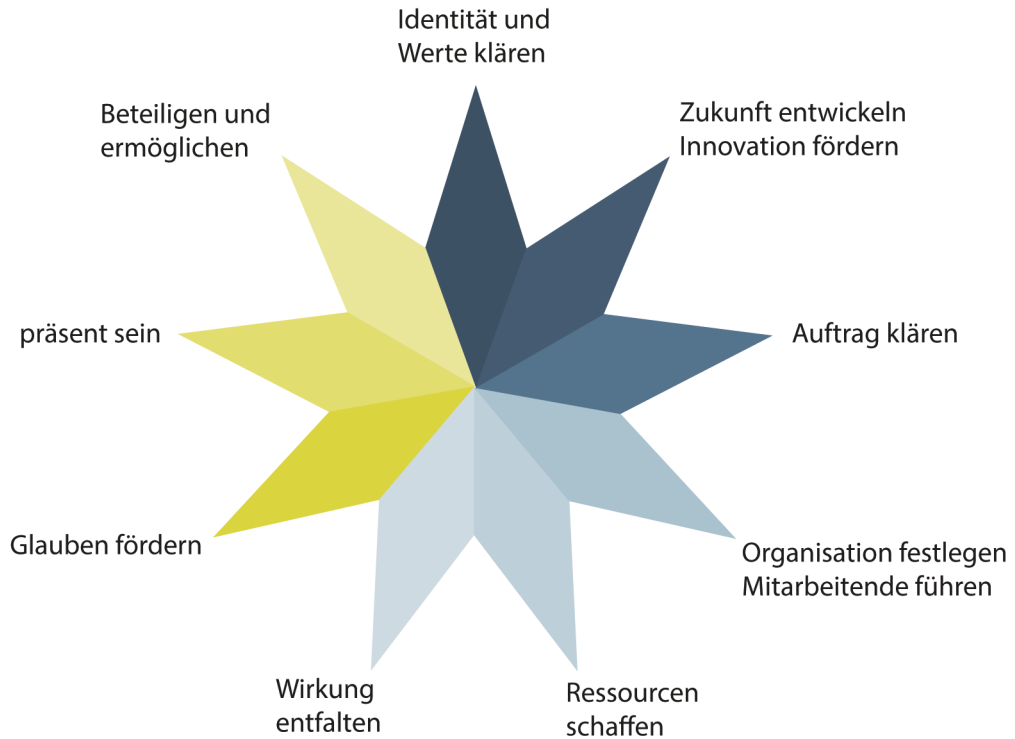 Identität und
Werte klären
Zukunft entwickeln
Innovation fördern
Auftrag klären
Organisation festlegen
Mitarbeitende führen
Ressourcen
schaffen
Wirkung
entfalten
Glauben fördern
präsent sein
Beteiligen und
ermöglichen